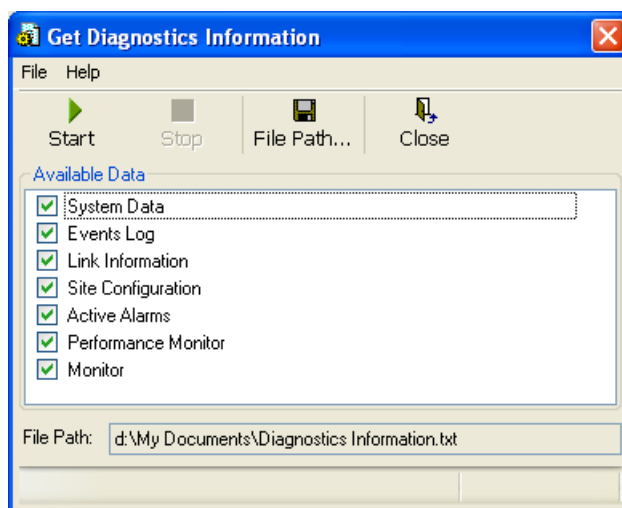 Get Diagnostics Information
File Help
Start Stop File Path... Close
Available Data
System Data
Events Log
Link Information
Site Configuration
Active Alarms
Performance Monitor
Monitor
File Path: d:\My Documents\Diagnostics Information.txt